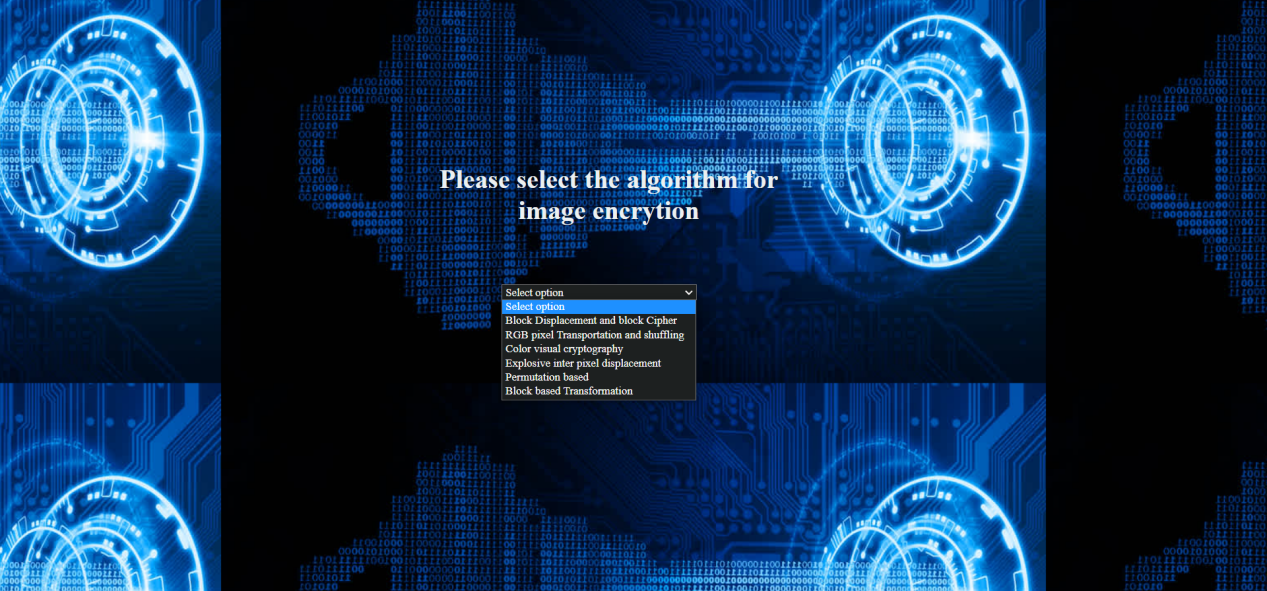 Please select the algorithm for
image encrytion
Select option
Select option
Block Displacement and block Cipher
RGB pixel Transportation and shuffling
Color visual cryptography
Explosive inter pixel displacement
Permutation based
Block based Transformation